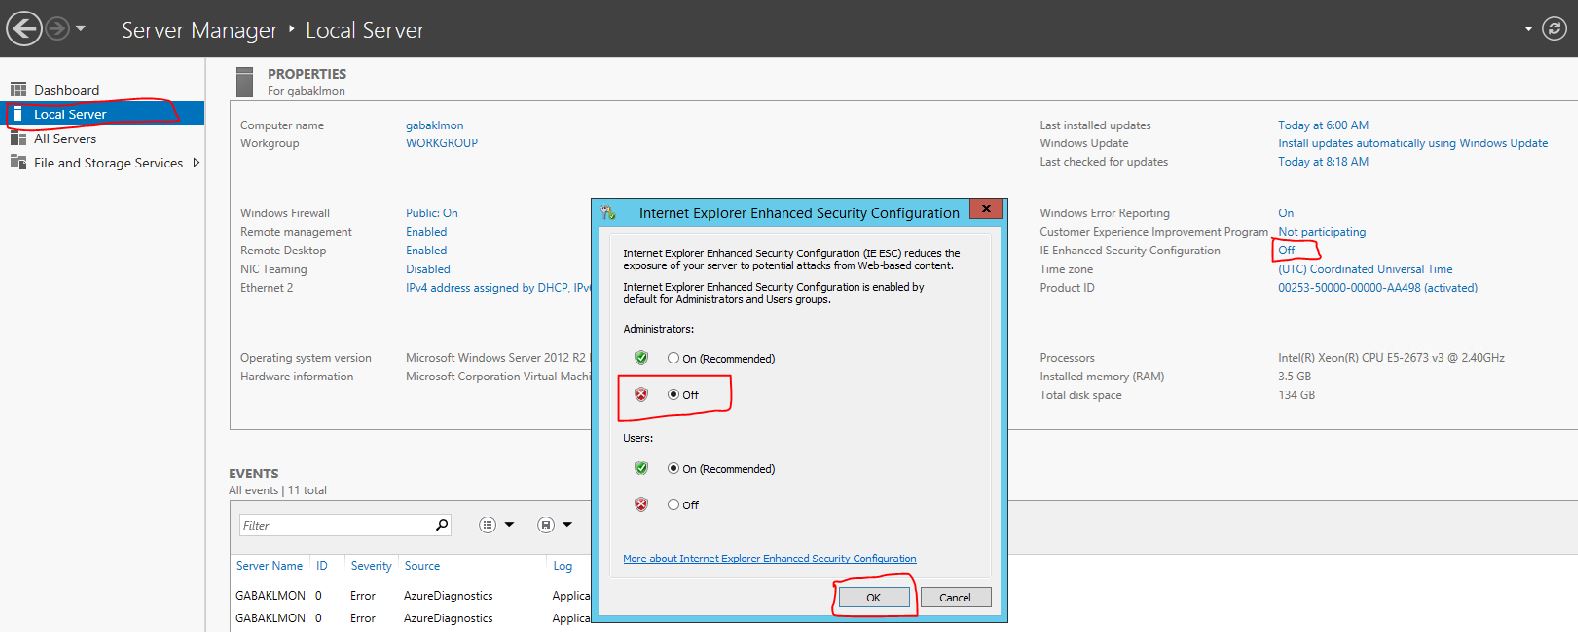 Server Manager ‣ Local Server
Dashboard
Local Server
All Servers
File and Storage Services
PROPERTIES
For gabaklmon
Computer name gabaklmon
Workgroup WORKGROUP
Last installed updates Today at 6:00 AM
Windows Update Install updates automatically using Windows Update
Last checked for updates Today at 8:18 AM
Windows Firewall Public: On
Remote management Enabled
Remote Desktop Enabled
NIC Teaming Disabled
Ethernet 2 IPv4 address assigned by DHCP, IPv6
Windows Error Reporting On
Customer Experience Improvement Program Not participating
IE Enhanced Security Configuration Off
Time zone (UTC) Coordinated Universal Time
Product ID 00253-50000-00000-AA498 (activated)
Operating system version Microsoft Windows Server 2012 R2
Hardware information Microsoft Corporation Virtual Machi
Processors Intel(R) Xeon(R) CPU E5-2673 v3 @ 2.40GHz
Installed memory (RAM) 3.5 GB
Total disk space 134 GB
Internet Explorer Enhanced Security Configuration
Internet Explorer Enhanced Security Configuration (IE ESC) reduces the
exposure of your server to potential attacks from Web-based content.
Internet Explorer Enhanced Security Configuration is enabled by
default for Administrators and Users groups.
Administrators:
On (Recommended)
Off
Users:
On (Recommended)
Off
More about Internet Explorer Enhanced Security Configuration
OK Cancel
EVENTS
All events | 11 total
Filter
Server Name ID Severity Source Log
GABAKLMON 0 Error AzureDiagnostics Applica
GABAKLMON 0 Error AzureDiagnostics Applica